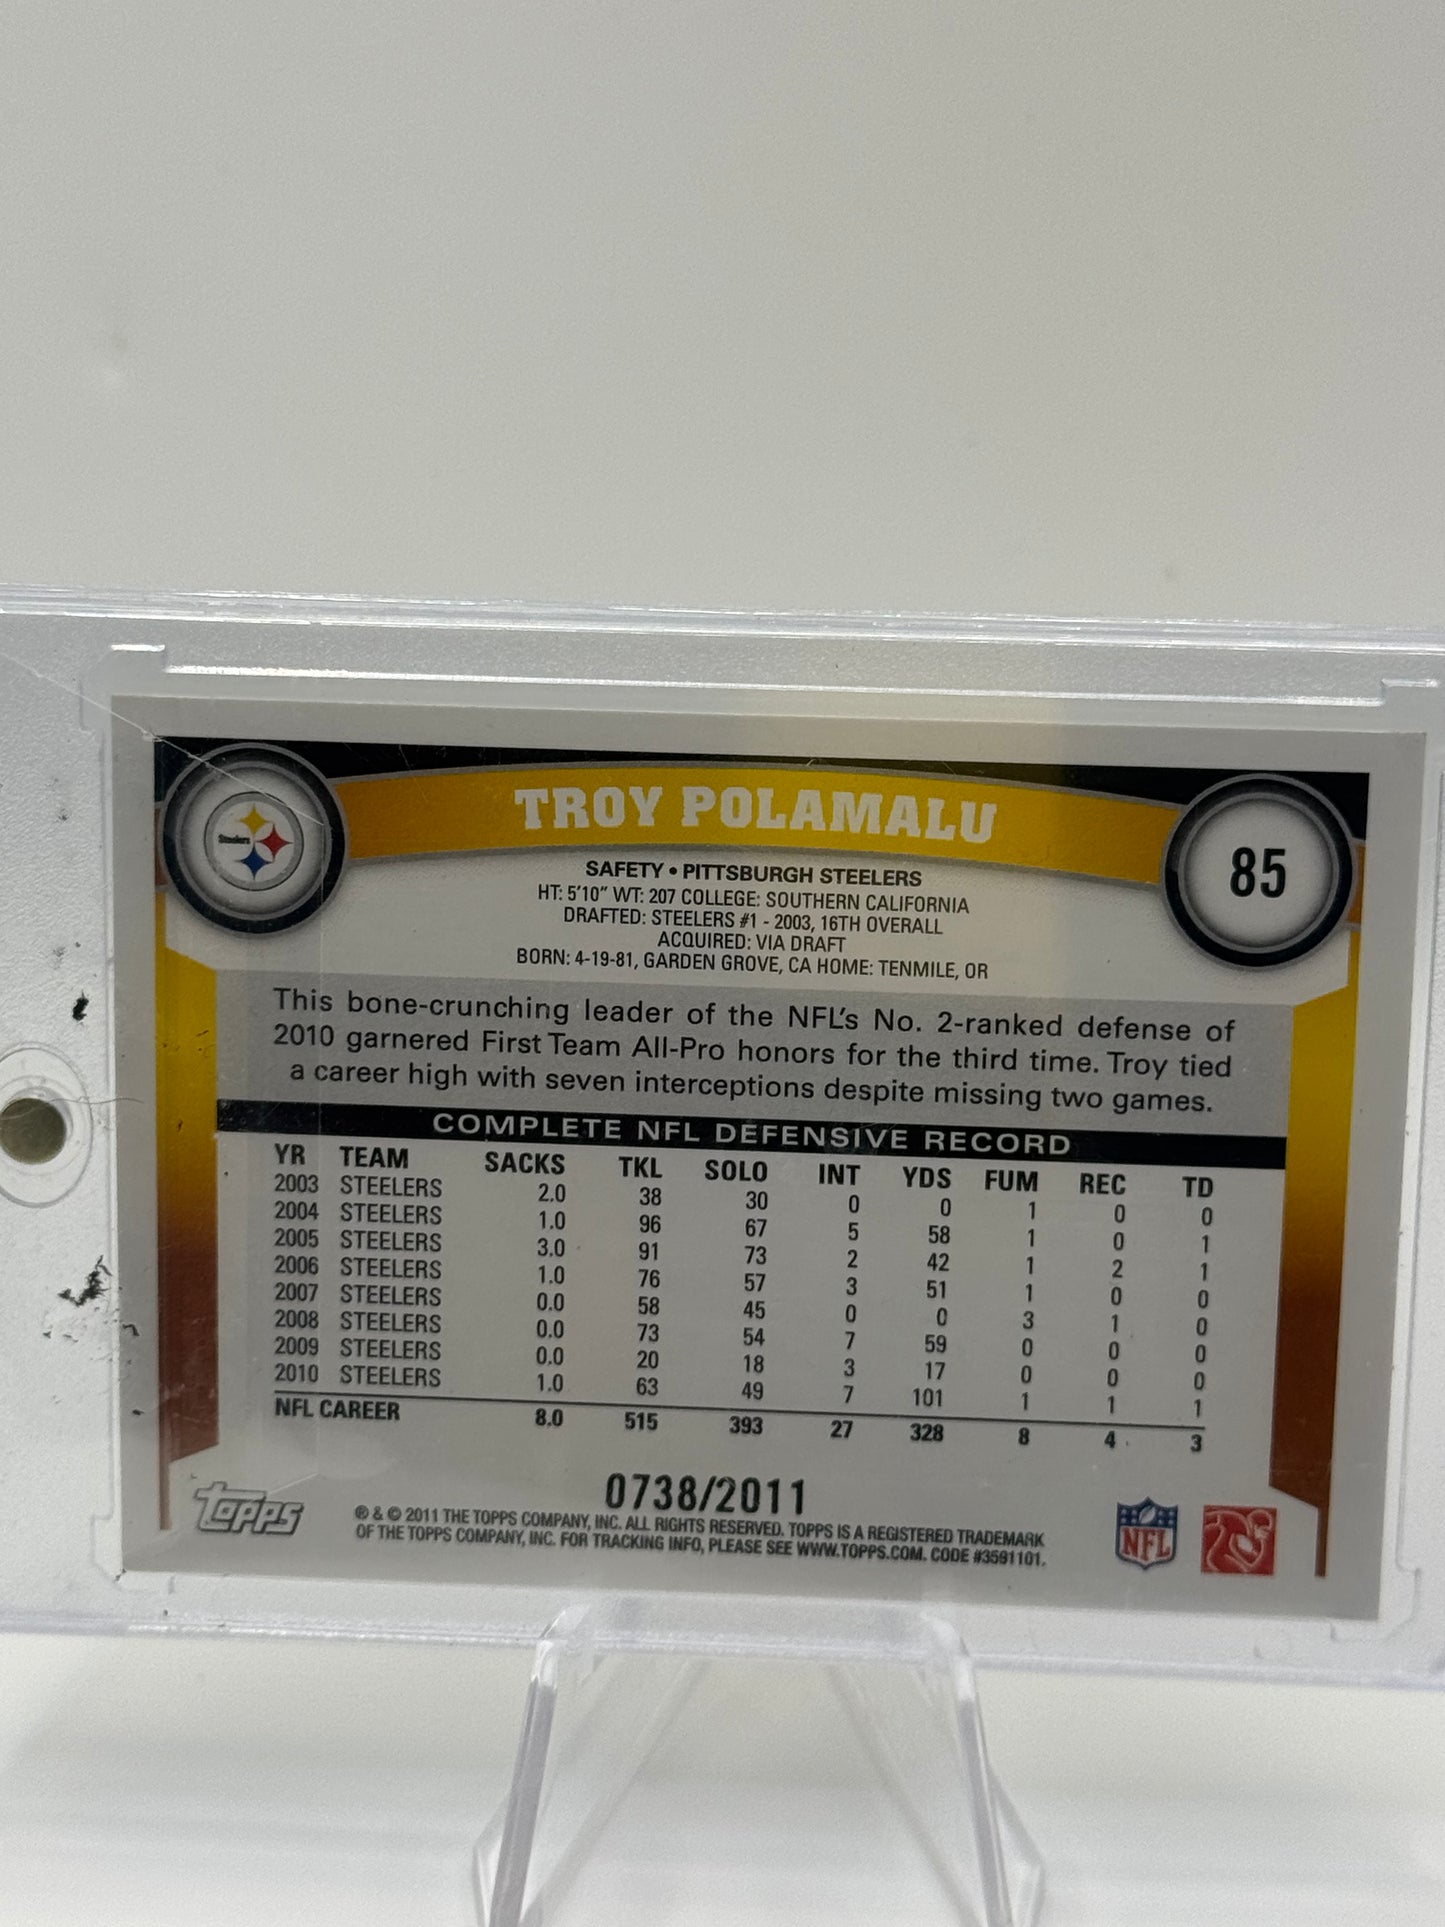 TROY POLAMALU
Steelers
85
SAFETY • PITTSBURGH STEELERS
HT: 5'10" WT: 207 COLLEGE: SOUTHERN CALIFORNIA
DRAFTED: STEELERS #1 - 2003, 16TH OVERALL
ACQUIRED: VIA DRAFT
BORN: 4-19-81, GARDEN GROVE, CA HOME: TENMILE, OR
This bone-crunching leader of the NFL's No. 2-ranked defense of
2010 garnered First Team All-Pro honors for the third time. Troy tied
a career high with seven interceptions despite missing two games.
COMPLETE NFL DEFENSIVE RECORD
YR TEAM SACKS TKL SOLO INT YDS FUM REC TD
2003 STEELERS 2.0 38 30 0 0 1 0 0
2004 STEELERS 1.0 96 67 5 58 1 0 1
2005 STEELERS 3.0 91 73 2 42 1 2 1
2006 STEELERS 1.0 76 57 3 51 1 0 0
2007 STEELERS 0.0 58 45 0 0 3 1 0
2008 STEELERS 0.0 73 54 7 59 0 0 0
2009 STEELERS 0.0 20 18 3 17 0 0 0
2010 STEELERS 1.0 63 49 7 101 1 1 1
NFL CAREER 8.0 515 393 27 328 8 4 3
0738/2011
Topps
® & © 2011 THE TOPPS COMPANY, INC. ALL RIGHTS RESERVED. TOPPS IS A REGISTERED TRADEMARK
OF THE TOPPS COMPANY, INC. FOR TRACKING INFO, PLEASE SEE WWW.TOPPS.COM. CODE #3591101.
NFL